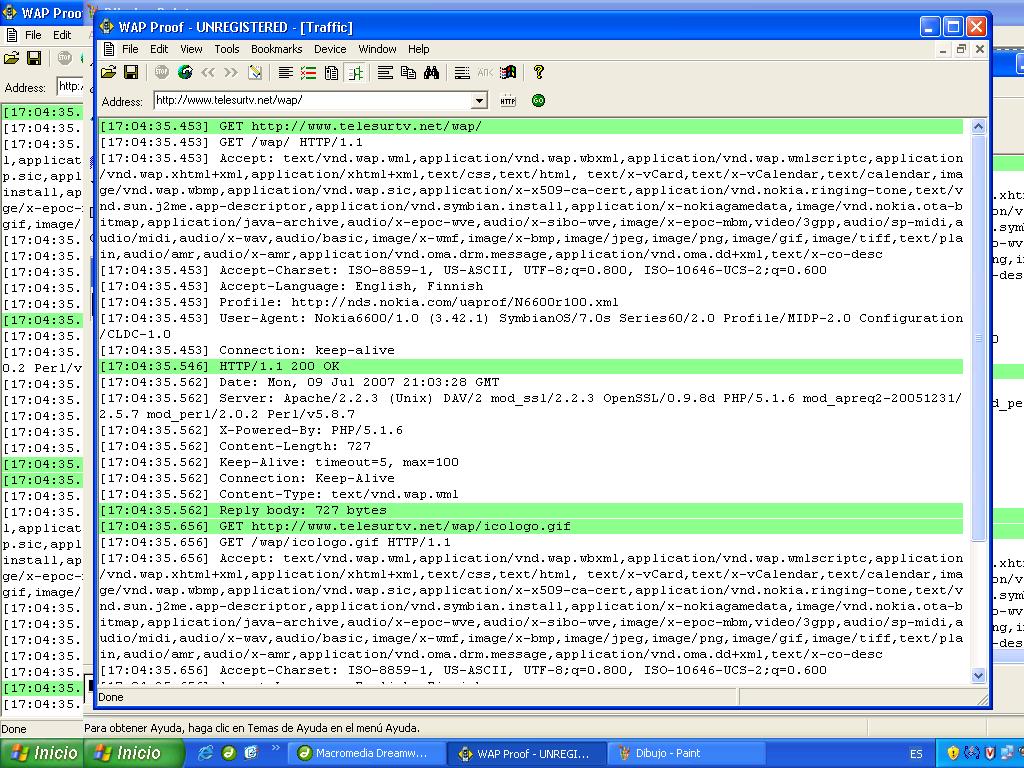 WAP Proof - UNREGISTERED - [Traffic]
File Edit View Tools Bookmarks Device Window Help
Address: http://www.telesurtv.net/wap/
[17:04:35.453] GET http://www.telesurtv.net/wap/
[17:04:35.453] GET /wap/ HTTP/1.1
[17:04:35.453] Accept: text/vnd.wap.wml,application/vnd.wap.wbxml,application/vnd.wap.wmlscriptc,application
/vnd.wap.xhtml+xml,application/xhtml+xml,text/css,text/html, text/x-vCard,text/x-vCalendar,text/calendar,ima
ge/vnd.wap.wbmp,application/vnd.wap.sic,application/x-x509-ca-cert,application/vnd.nokia.ringing-tone,text/v
nd.sun.j2me.app-descriptor,application/vnd.symbian.install,application/x-nokiagamedata,image/vnd.nokia.ota-b
itmap,application/java-archive,audio/x-epoc-wve,audio/x-sibo-wve,image/x-epoc-mbm,video/3gpp,audio/sp-midi,a
udio/midi,audio/x-wav,audio/basic,image/x-wmf,image/x-bmp,image/jpeg,image/png,image/gif,image/tiff,text/pla
in,audio/amr,audio/x-amr,application/vnd.oma.drm.message,application/vnd.oma.dd+xml,text/x-co-desc
[17:04:35.453] Accept-Charset: ISO-8859-1, US-ASCII, UTF-8;q=0.800, ISO-10646-UCS-2;q=0.600
[17:04:35.453] Accept-Language: English, Finnish
[17:04:35.453] Profile: http://nds.nokia.com/uaprof/N6600r100.xml
[17:04:35.453] User-Agent: Nokia6600/1.0 (3.42.1) SymbianOS/7.0s Series60/2.0 Profile/MIDP-2.0 Configuration
/CLDC-1.0
[17:04:35.453] Connection: keep-alive
[17:04:35.546] HTTP/1.1 200 OK
[17:04:35.562] Date: Mon, 09 Jul 2007 21:03:28 GMT
[17:04:35.562] Server: Apache/2.2.3 (Unix) DAV/2 mod_ssl/2.2.3 OpenSSL/0.9.8d PHP/5.1.6 mod_apreq2-20051231/
2.5.7 mod_perl/2.0.2 Perl/v5.8.7
[17:04:35.562] X-Powered-By: PHP/5.1.6
[17:04:35.562] Content-Length: 727
[17:04:35.562] Keep-Alive: timeout=5, max=100
[17:04:35.562] Connection: Keep-Alive
[17:04:35.562] Content-Type: text/vnd.wap.wml
[17:04:35.562] Reply body: 727 bytes
[17:04:35.656] GET http://www.telesurtv.net/wap/icologo.gif
[17:04:35.656] GET /wap/icologo.gif HTTP/1.1
[17:04:35.656] Accept: text/vnd.wap.wml,application/vnd.wap.wbxml,application/vnd.wap.wmlscriptc,application
/vnd.wap.xhtml+xml,application/xhtml+xml,text/css,text/html, text/x-vCard,text/x-vCalendar,text/calendar,ima
ge/vnd.wap.wbmp,application/vnd.wap.sic,application/x-x509-ca-cert,application/vnd.nokia.ringing-tone,text/v
nd.sun.j2me.app-descriptor,application/vnd.symbian.install,application/x-nokiagamedata,image/vnd.nokia.ota-b
itmap,application/java-archive,audio/x-epoc-wve,audio/x-sibo-wve,image/x-epoc-mbm,video/3gpp,audio/sp-midi,a
udio/midi,audio/x-wav,audio/basic,image/x-wmf,image/x-bmp,image/jpeg,image/png,image/gif,image/tiff,text/pla
in,audio/amr,audio/x-amr,application/vnd.oma.drm.message,application/vnd.oma.dd+xml,text/x-co-desc
[17:04:35.656] Accept-Charset: ISO-8859-1, US-ASCII, UTF-8;q=0.800, ISO-10646-UCS-2;q=0.600
Done
Done Para obtener Ayuda, haga clic en Temas de Ayuda en el menú Ayuda.
Inicio Inicio Macromedia Dreamw... WAP Proof - UNREGI... Dibujo - Paint ES